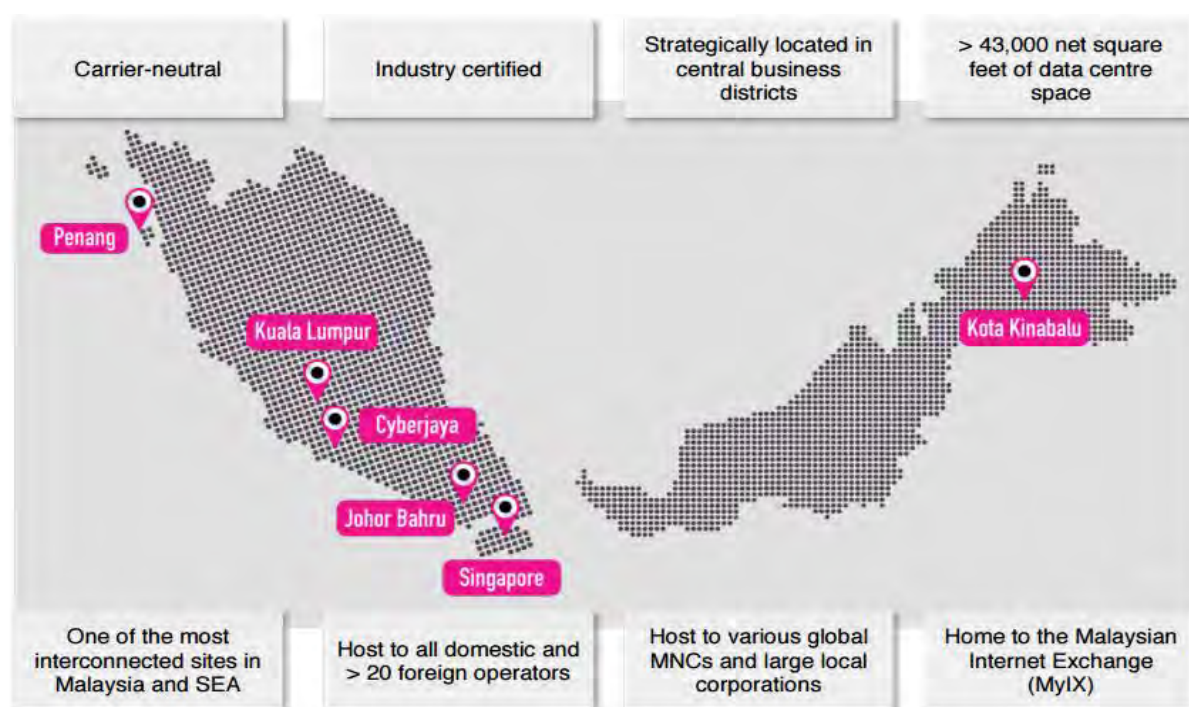 Carrier-neutral
Industry certified
Strategically located in
central business
districts
> 43,000 net square
feet of data centre
space
Penang
Kuala Lumpur
Cyberjaya
Johor Bahru
Singapore
Kota Kinabalu
One of the most
interconnected sites in
Malaysia and SEA
Host to all domestic and
> 20 foreign operators
Host to various global
MNCs and large local
corporations
Home to the Malaysian
Internet Exchange
(MyIX)